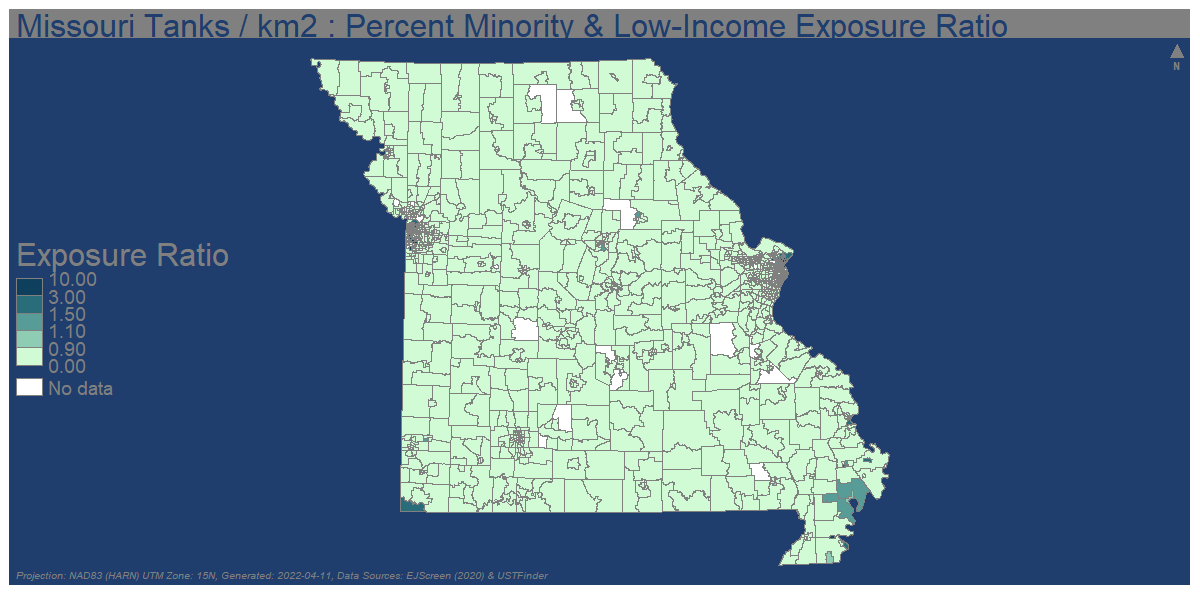 Missouri Tanks / km2 : Percent Minority & Low-Income Exposure Ratio
N
Exposure Ratio
10.00
3.00
1.50
1.10
0.90
0.00
No data
Projection: NAD83 (HARN) UTM Zone: 15N, Generated: 2022-04-11, Data Sources: EJScreen (2020) & USTFinder